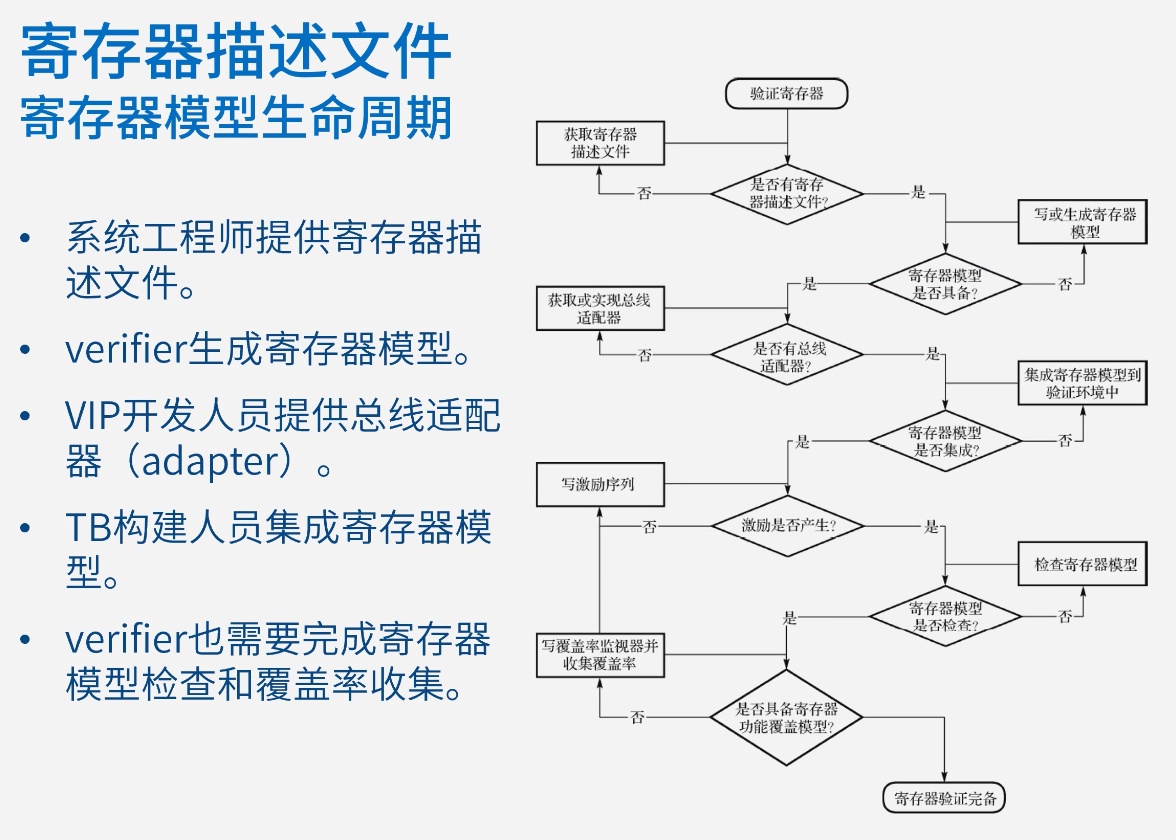 寄存器描述文件
寄存器模型生命周期
• 系统工程师提供寄存器描
述文件。
• verifier生成寄存器模型。
• VIP开发人员提供总线适配
器（adapter）。
• TB构建人员集成寄存器模
型。
• verifier也需要完成寄存器
模型检查和覆盖率收集。
验证寄存器
获取寄存器
描述文件
是否有寄存
器描述文件?
否
是
写或生成寄存器
模型
寄存器模型
是否具备?
否
是
获取或实现总线
适配器
是否有总线
适配器?
否
是
集成寄存器模型到
验证环境中
寄存器模型
是否集成?
否
是
写激励序列
激励是否产生?
否
是
检查寄存器模型
寄存器模型
是否检查?
否
是
写覆盖率监视器并
收集覆盖率
是否具备寄存器
功能覆盖模型?
否
寄存器验证完备